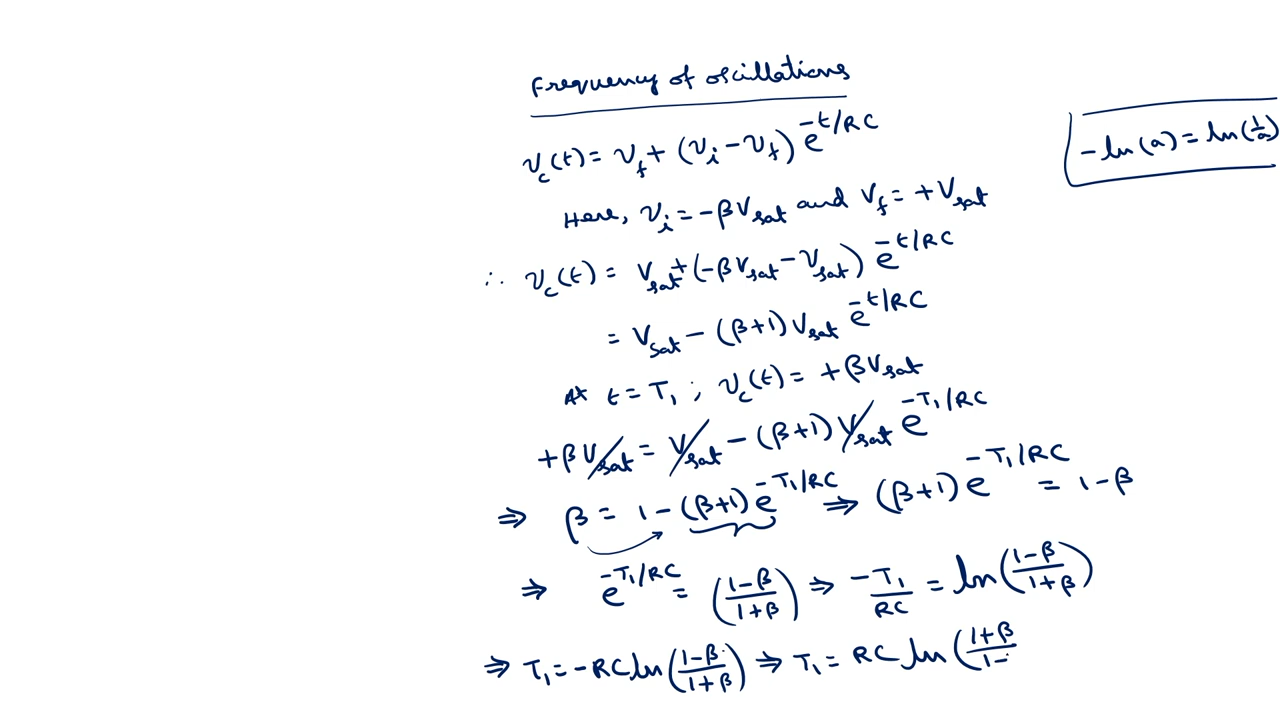 Frequency of oscillations
v_c(t) = v_f + (v_i - v_f) e^{-t/RC}
-ln(a) = ln(1/a)
Here, v_i = -βV_sat and V_f = +V_sat
∴ v_c(t) = V_sat + (-βV_sat - V_sat) e^{-t/RC}
= V_sat - (β+1) V_sat e^{-t/RC}
At t = T_1 ; v_c(t) = +βV_sat
+βV_sat = V_sat - (β+1) V_sat e^{-T_1/RC}
⇒ β = 1 - (β+1) e^{-T_1/RC} ⇒ (β+1) e^{-T_1/RC} = 1-β
⇒ e^{-T_1/RC} = (1-β/1+β) ⇒ -T_1/RC = ln(1-β/1+β)
⇒ T_1 = -RC ln(1-β/1+β) ⇒ T_1 = RC ln(1+β/1-